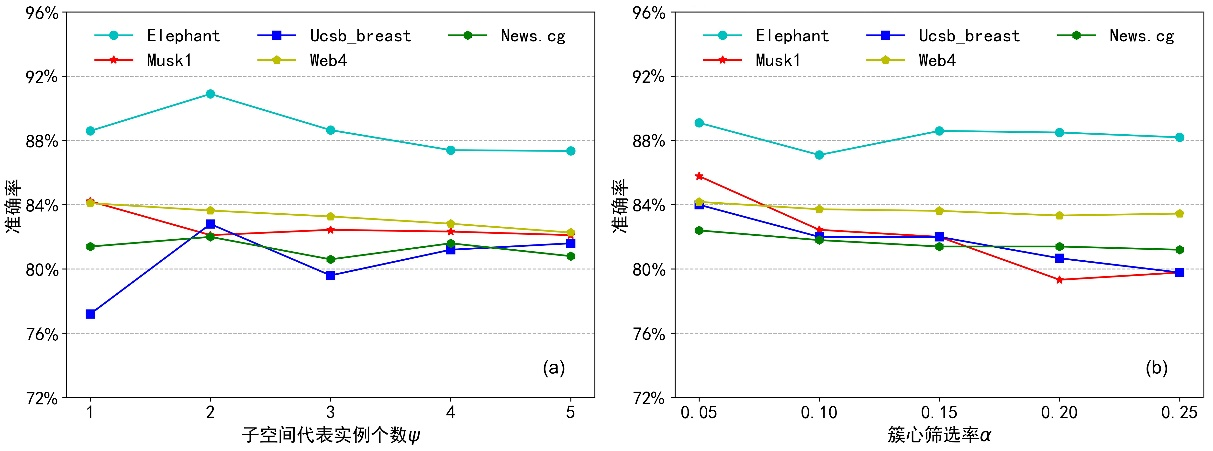 96%
92%
88%
84%
80%
76%
72%
准确率
Elephant
Musk1
Ucsb_breast
Web4
News.cg
(a)
1 2 3 4 5
子空间代表实例个数ψ
96%
92%
88%
84%
80%
76%
72%
准确率
Elephant
Musk1
Ucsb_breast
Web4
News.cg
(b)
0.05 0.10 0.15 0.20 0.25
簇心筛选率α